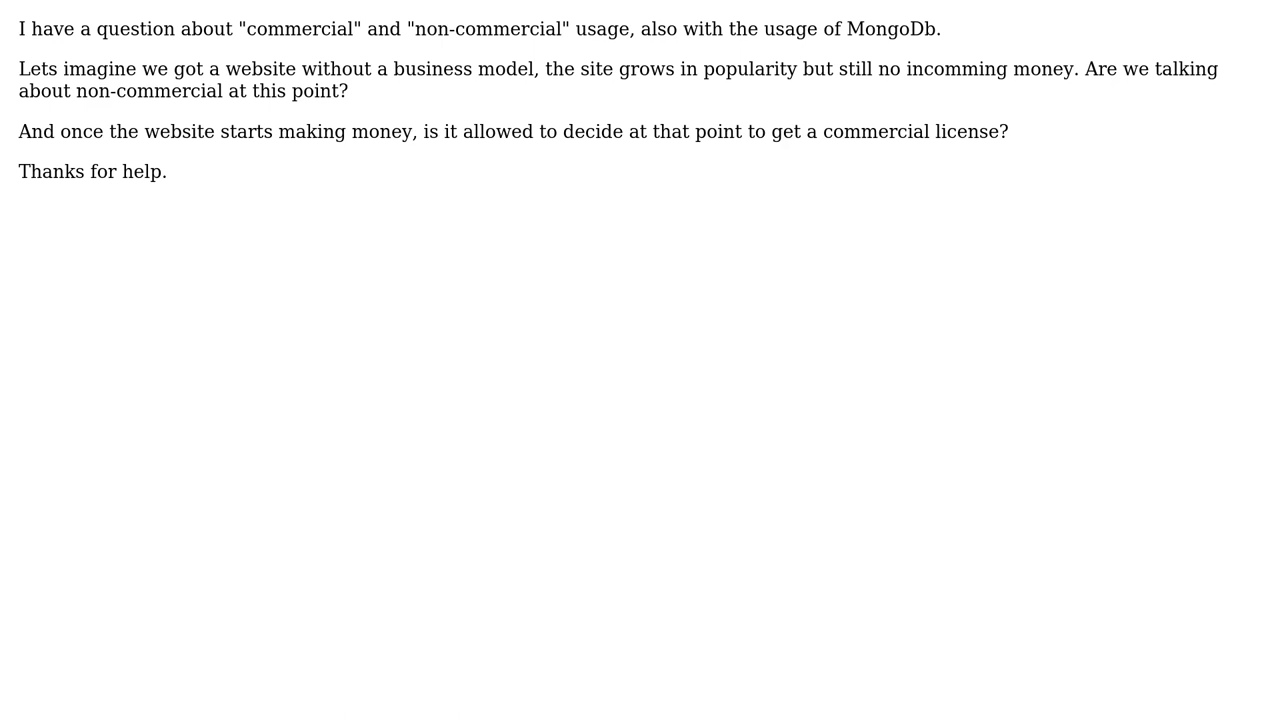 I have a question about "commercial" and "non-commercial" usage, also with the usage of MongoDb.
Lets imagine we got a website without a business model, the site grows in popularity but still no incomming money. Are we talking
about non-commercial at this point?
And once the website starts making money, is it allowed to decide at that point to get a commercial license?
Thanks for help.